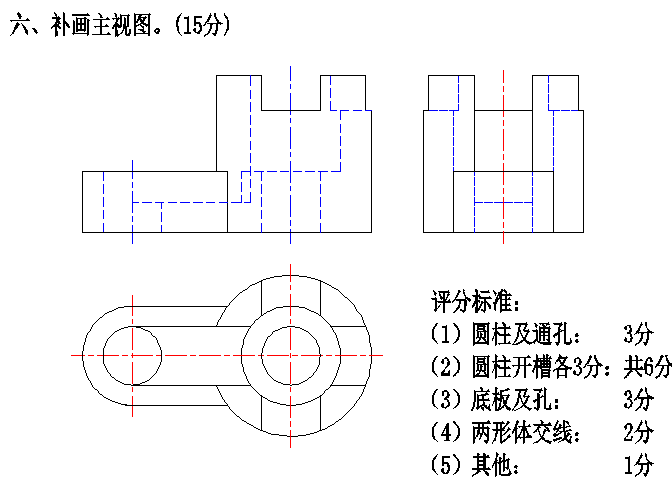 六、补画主视图。(15分)
评分标准:
(1)圆柱及通孔: 3分
(2)圆柱开槽各3分: 共6分
(3)底板及孔: 3分
(4)两形体交线: 2分
(5)其他: 1分